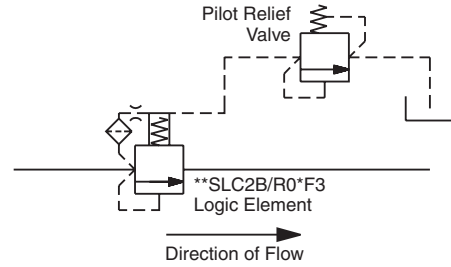 Pilot Relief
Valve
**SLC2B/R0*F3
Logic Element
Direction of Flow